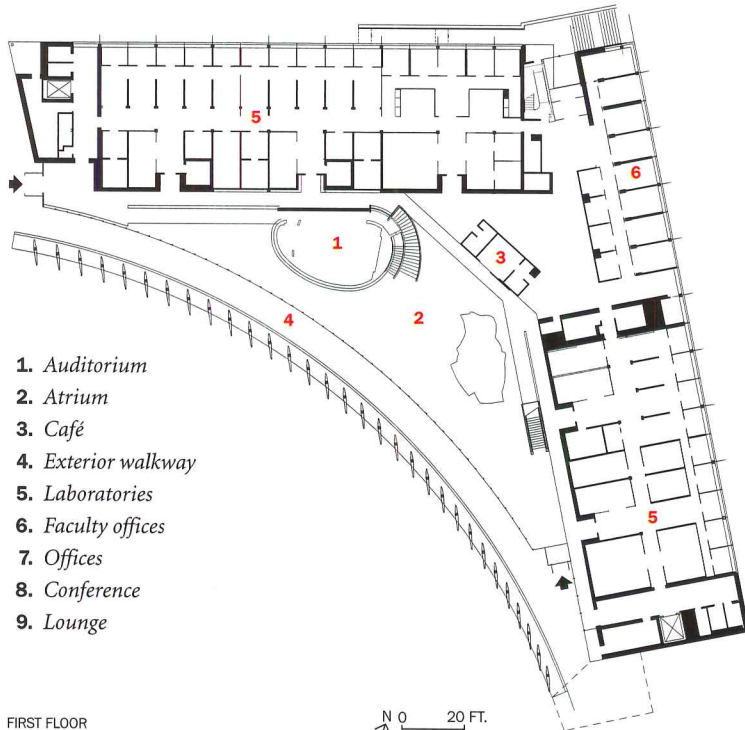 5
6
1
3
2
4
1. Auditorium
2. Atrium
3. Café
4. Exterior walkway
5. Laboratories
6. Faculty offices
7. Offices
8. Conference
9. Lounge
5
FIRST FLOOR
N 0 20 FT.